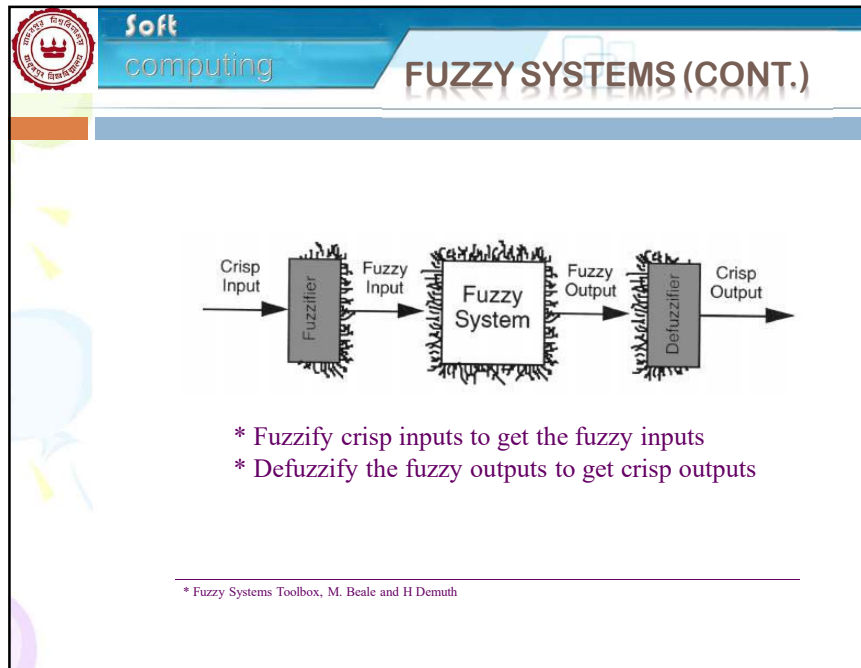 Soft
computing
FUZZY SYSTEMS (CONT.)
Crisp
Input
Fuzzifier
Fuzzy
Input
Fuzzy
System
Fuzzy
Output
Defuzzifier
Crisp
Output
* Fuzzify crisp inputs to get the fuzzy inputs
* Defuzzify the fuzzy outputs to get crisp outputs
* Fuzzy Systems Toolbox, M. Beale and H Demuth